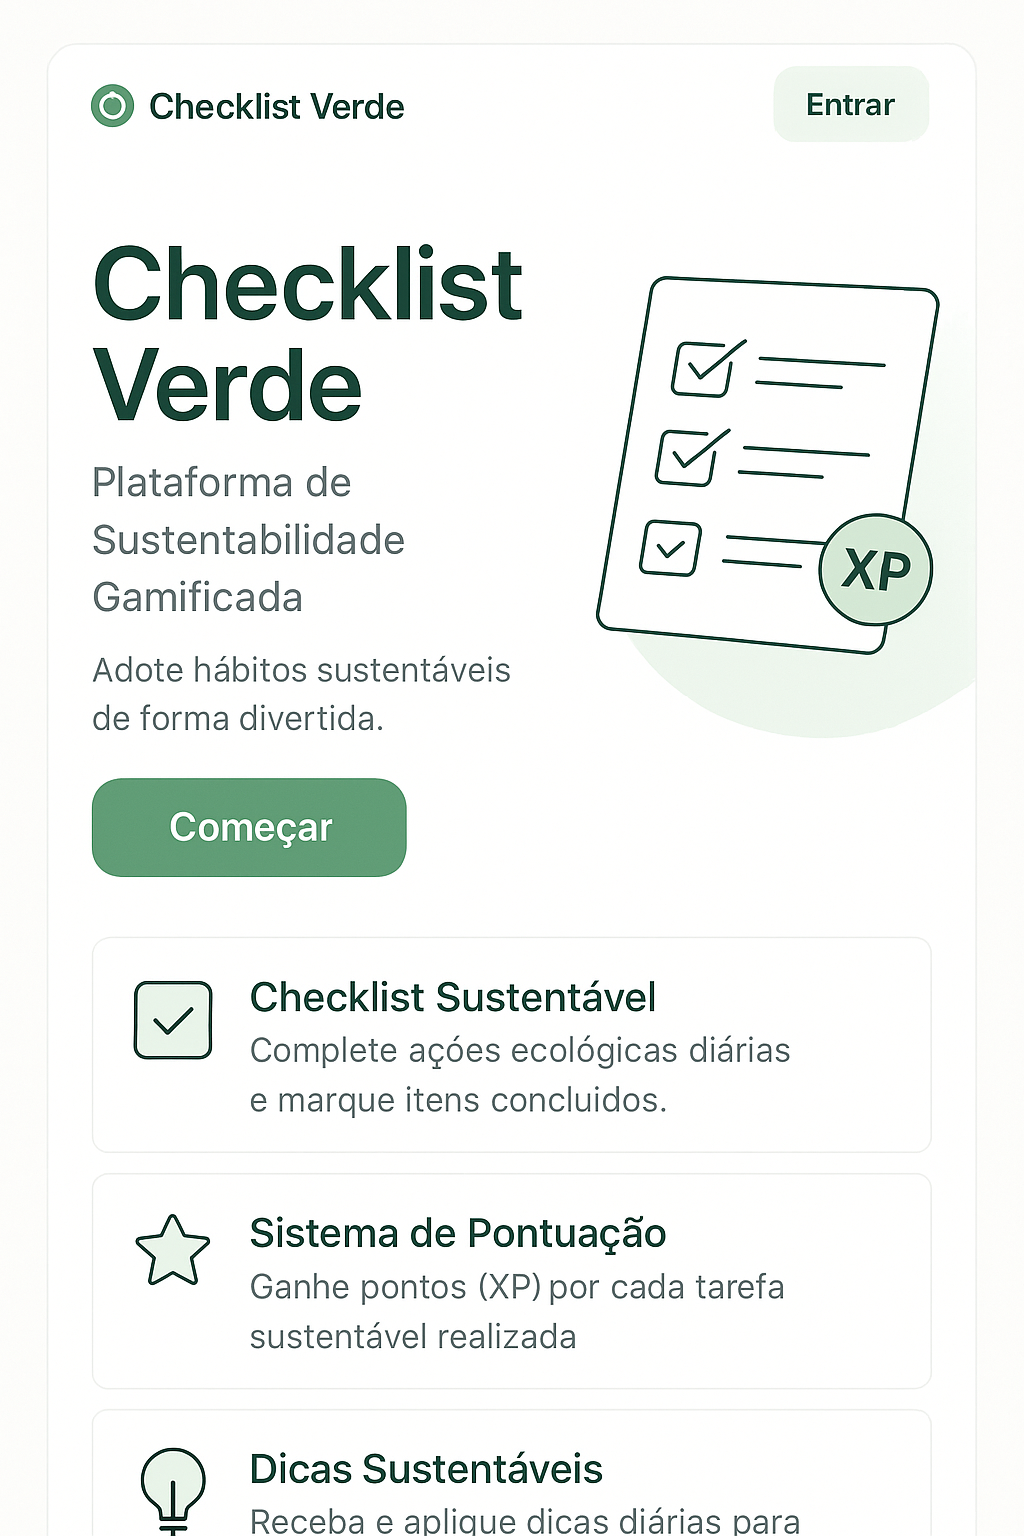 Checklist Verde
Entrar
Checklist
Verde
Plataforma de
Sustentabilidade
Gamificada
Adote hábitos sustentáveis
de forma divertida.
XP
Começar
Checklist Sustentável
Complete açóes ecológicas diárias
e marque itens concluidos.
Sistema de Pontuação
Ganhe pontos (XP) por cada tarefa
sustentável realizada
Dicas Sustentáveis
Receba e aplique dicas diárias para